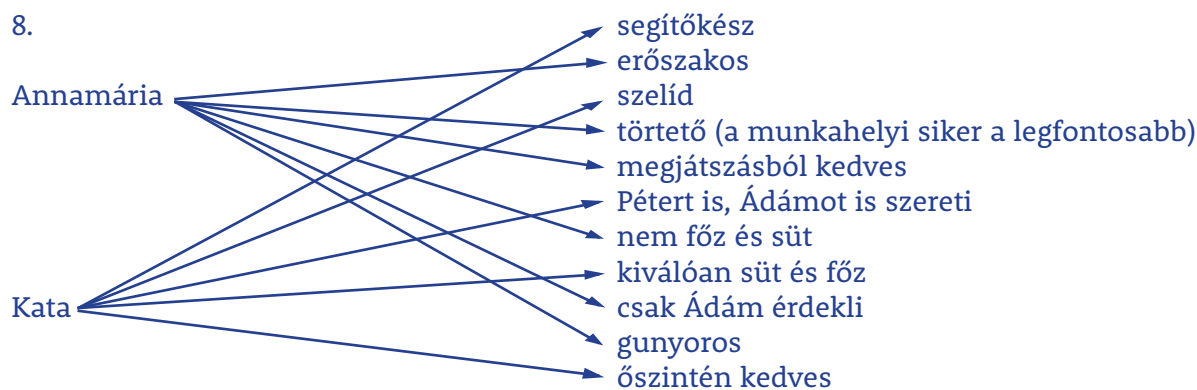 8.
segítőkész
erőszakos
Annamária
szelíd
törtető (a munkahelyi siker a legfontosabb)
megjátszásból kedves
Pétert is, Ádámot is szereti
nem főz és süt
kiválóan süt és főz
Kata
csak Ádám érdekli
gunyoros
őszintén kedves